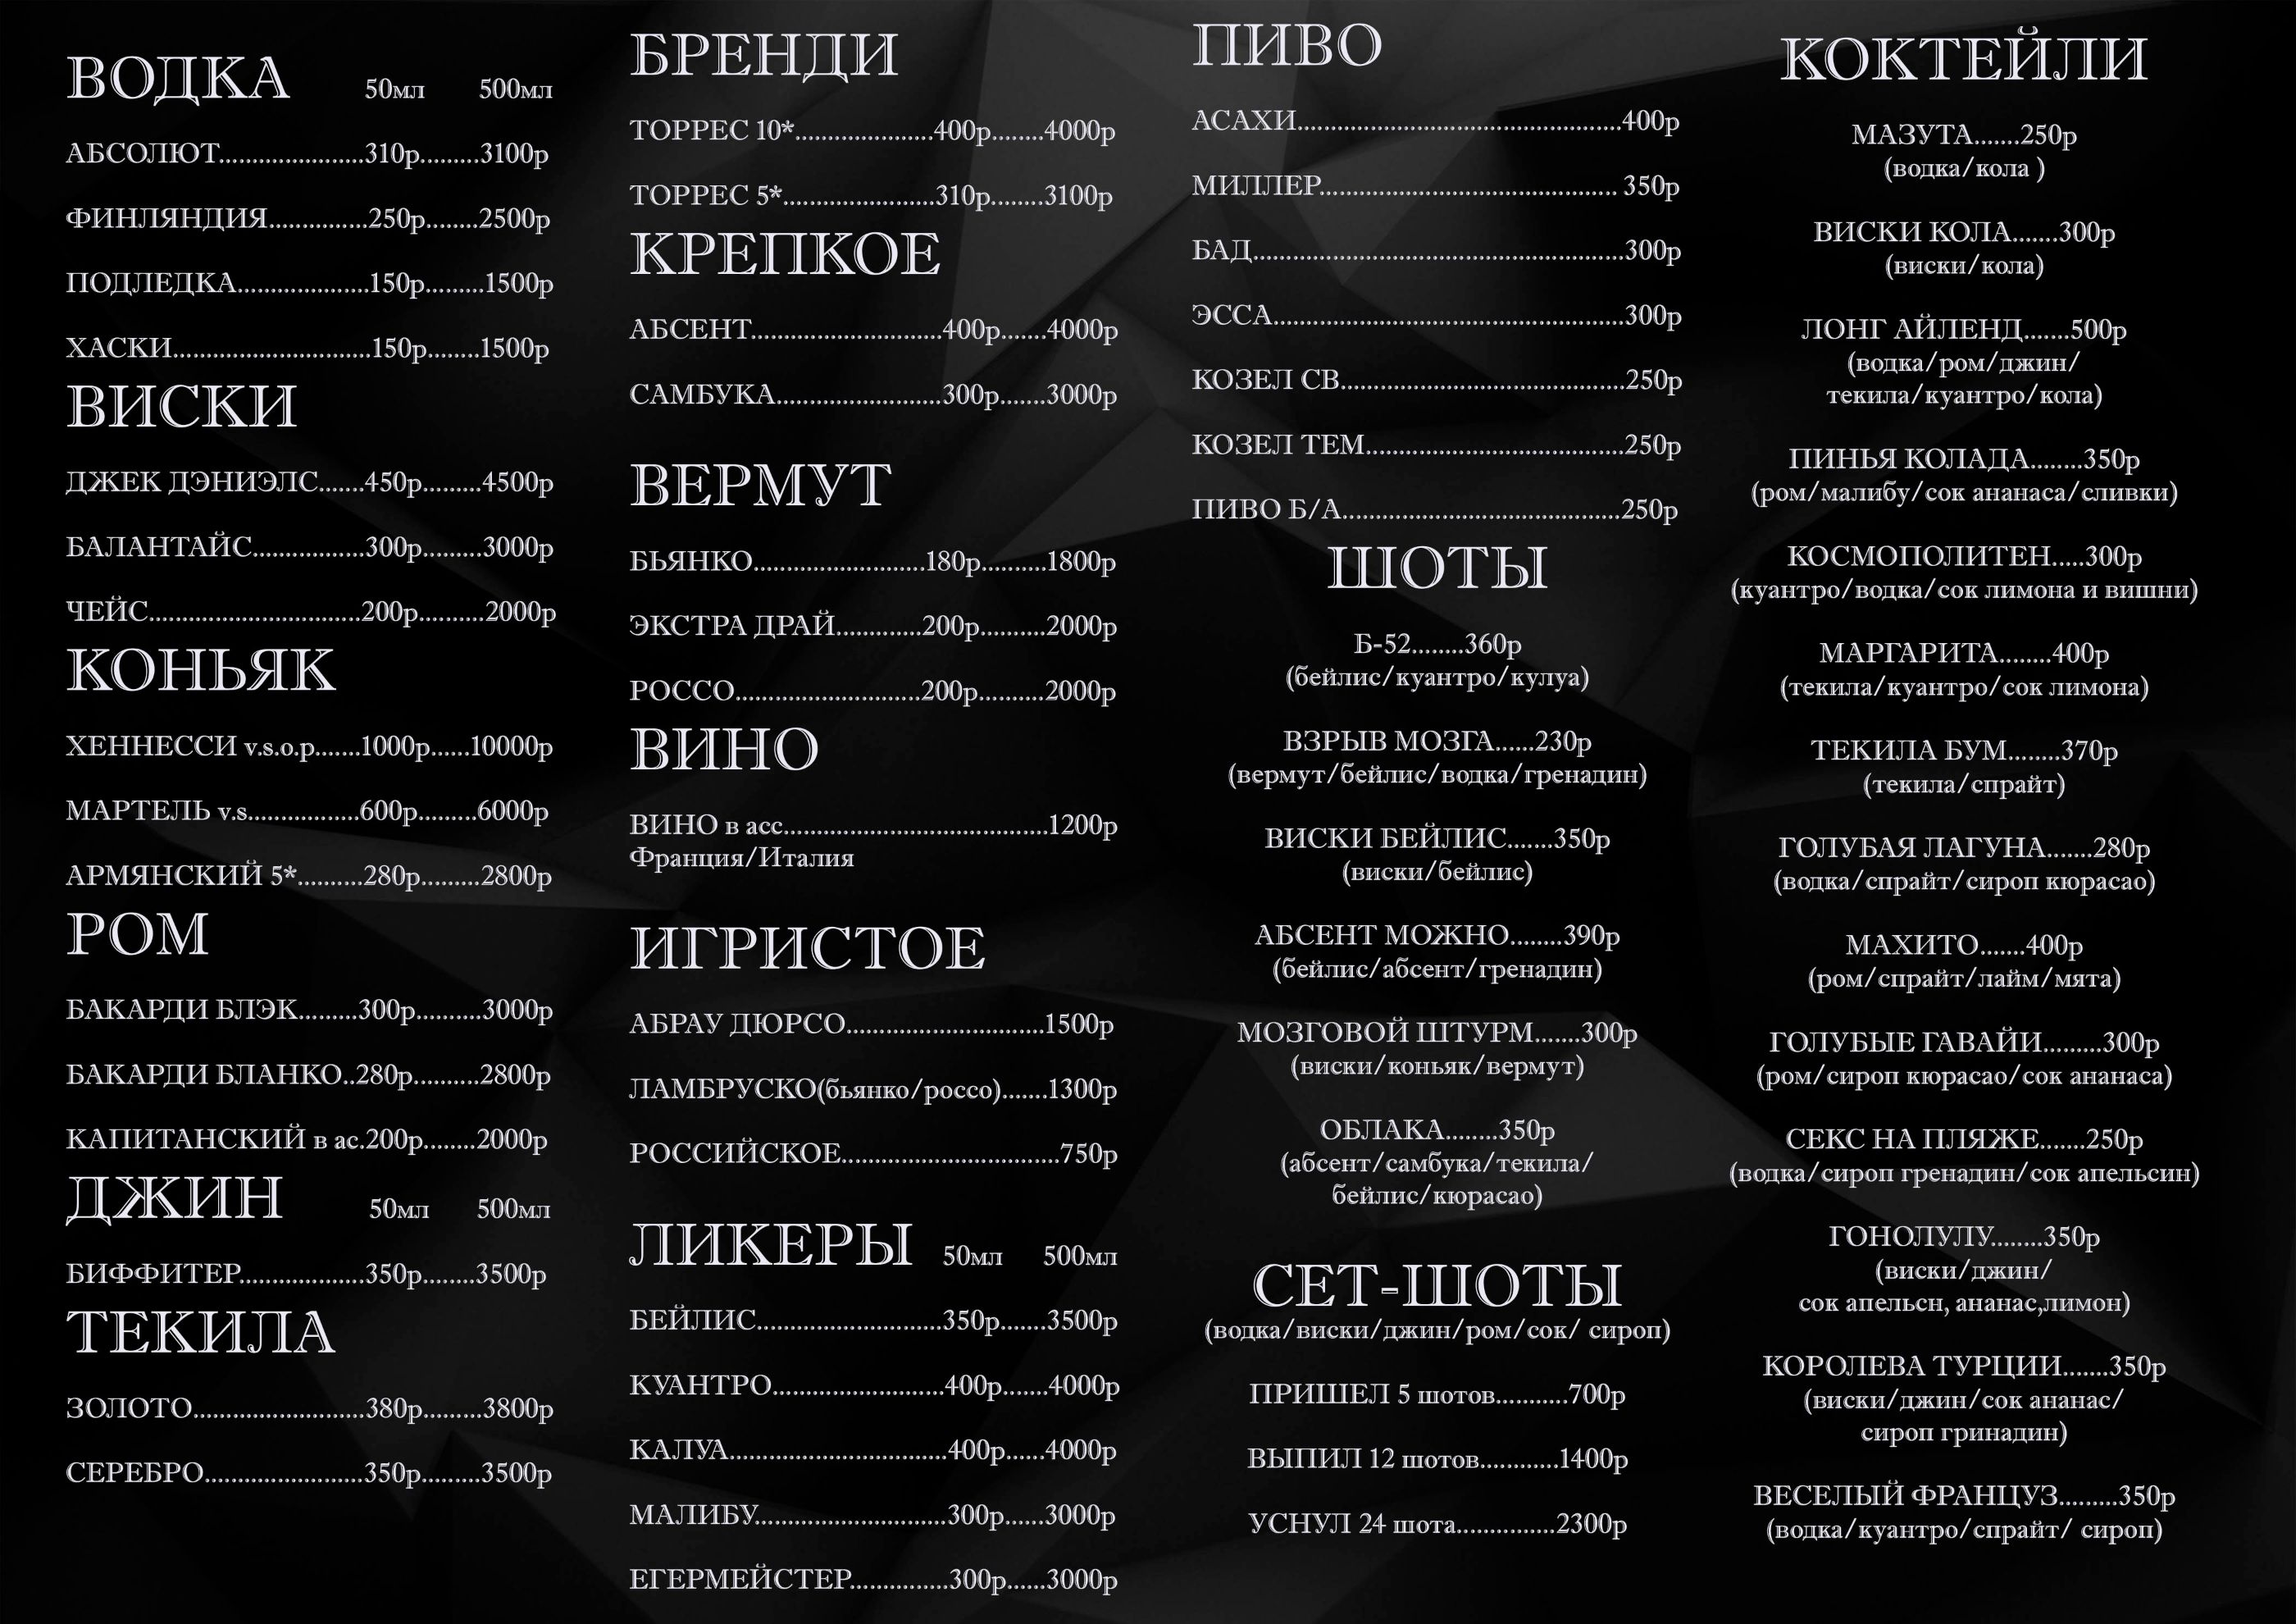 ВОДКА 50мл 500мл
АБСОЛЮТ......................310р.........3100р
ФИНЛЯНДИЯ...............250р........2500р
ПОДЛЕДКА....................150р.........1500р
ХАСКИ..............................150р........1500р
ВИСКИ
ДЖЕК ДЭНИЭЛС.......450р.........4500р
БАЛАНТАЙС.................300р.........3000р
ЧЕЙС................................200р..........2000р
КОНЬЯК
ХЕННЕССИ v.s.o.p.......1000р......10000р
МАРТЕЛЬ v.s.................600р.........6000р
АРМЯНСКИЙ 5*..........280р.........2800р
РОМ
БАКАРДИ БЛЭК.........300р..........3000р
БАКАРДИ БЛАНКО..280р..........2800р
КАПИТАНСКИЙ в ас.200р........2000р
ДЖИН 50мл 500мл
БИФФИТЕР...................350р........3500р
ТЕКИЛА
ЗОЛОТО..........................380р.........3800р
СЕРЕБРО........................350р.........3500р
БРЕНДИ
ТОРРЕС 10*.....................400р........4000р
ТОРРЕС 5*.......................310р........3100р
КРЕПКОЕ
АБСЕНТ.............................400р.......4000р
САМБУКА.........................300р.......3000р
ВЕРМУТ
БЬЯНКО..........................180р..........1800р
ЭКСТРА ДРАЙ.............200р..........2000р
РОССО............................200р..........2000р
ВИНО
ВИНО в асс........................................1200р
Франция/Италия
ИГРИСТОЕ
АБРАУ ДЮРСО..............................1500р
ЛАМБРУСКО(бьянко/россо).......1300р
РОССИЙСКОЕ.................................750р
ЛИКЕРЫ 50мл 500мл
БЕЙЛИС............................350р.......3500р
КУАНТРО..........................400р.......4000р
КАЛУА.................................400р......4000р
МАЛИБУ.............................300р......3000р
ЕГЕРМЕЙСТЕР...............300р......3000р
ПИВО
АСАХИ.................................................400р
МИЛЛЕР............................................. 350р
БАД........................................................300р
ЭССА.....................................................300р
КОЗЕЛ СВ...........................................250р
КОЗЕЛ ТЕМ.......................................250р
ПИВО Б/А..........................................250р
ШОТЫ
Б-52........360р
(бейлис/куантро/кулуа)
ВЗРЫВ МОЗГА......230р
(вермут/бейлис/водка/гренадин)
ВИСКИ БЕЙЛИС.......350р
(виски/бейлис)
АБСЕНТ МОЖНО........390р
(бейлис/абсент/гренадин)
МОЗГОВОЙ ШТУРМ.......300р
(виски/коньяк/вермут)
ОБЛАКА........350р
(абсент/самбука/текила/
бейлис/кюрасао)
СЕТ-ШОТЫ
(водка/виски/джин/ром/сок/ сироп)
ПРИШЕЛ 5 шотов...........700р
ВЫПИЛ 12 шотов............1400р
УСНУЛ 24 шота...............2300р
КОКТЕЙЛИ
МАЗУТА.......250р
(водка/кола )
ВИСКИ КОЛА.......300р
(виски/кола)
ЛОНГ АЙЛЕНД.......500р
(водка/ром/джин/
текила/куантро/кола)
ПИНЬЯ КОЛАДА........350р
(ром/малибу/сок ананаса/сливки)
КОСМОПОЛИТЕН.....300р
(куантро/водка/сок лимона и вишни)
МАРГАРИТА........400р
(текила/куантро/сок лимона)
ТЕКИЛА БУМ........370р
(текила/спрайт)
ГОЛУБАЯ ЛАГУНА.......280р
(водка/спрайт/сироп кюрасао)
МАХИТО.......400р
(ром/спрайт/лайм/мята)
ГОЛУБЫЕ ГАВАЙИ.........300р
(ром/сироп кюрасао/сок ананаса)
СЕКС НА ПЛЯЖЕ.......250р
(водка/сироп гренадин/сок апельсин)
ГОНОЛУЛУ........350р
(виски/джин/
сок апельсн, ананас,лимон)
КОРОЛЕВА ТУРЦИИ.......350р
(виски/джин/сок ананас/
сироп гринадин)
ВЕСЕЛЫЙ ФРАНЦУЗ.........350р
(водка/куантро/спрайт/ сироп)